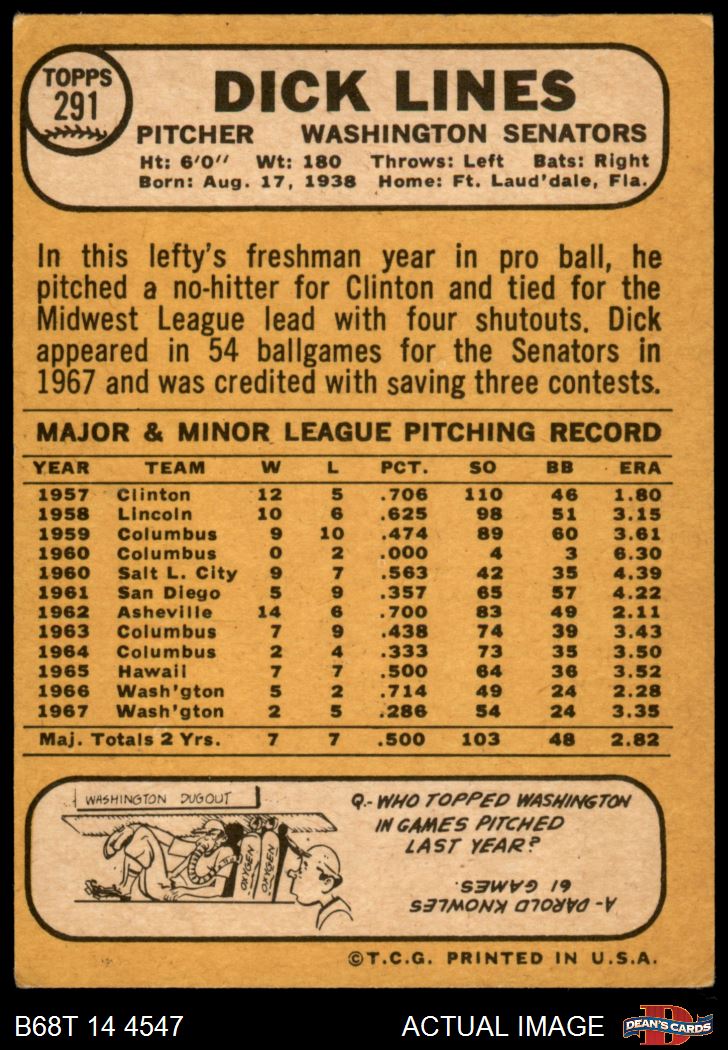 TOPPS
291
DICK LINES
PITCHER WASHINGTON SENATORS
Ht: 6'0" Wt: 180 Throws: Left Bats: Right
Born: Aug. 17, 1938 Home: Ft. Laud'dale, Fla.
In this lefty's freshman year in pro ball, he
pitched a no-hitter for Clinton and tied for the
Midwest League lead with four shutouts. Dick
appeared in 54 ballgames for the Senators in
1967 and was credited with saving three contests.
MAJOR & MINOR LEAGUE PITCHING RECORD
YEAR TEAM W L PCT. SO BB ERA
1957 Clinton 12 5 .706 110 46 1.80
1958 Lincoln 10 6 .625 98 51 3.15
1959 Columbus 9 10 .474 89 60 3.61
1960 Columbus 0 2 .000 4 3 6.30
1960 Salt L. City 9 7 .563 42 35 4.39
1961 San Diego 5 9 .357 65 57 4.22
1962 Asheville 14 6 .700 83 49 2.11
1963 Columbus 7 9 .438 74 39 3.43
1964 Columbus 2 4 .333 73 35 3.50
1965 Hawaii 7 7 .500 64 36 3.52
1966 Wash'gton 5 2 .714 49 24 2.28
1967 Wash'gton 2 5 .286 54 24 3.35
Maj. Totals 2 Yrs. 7 7 .500 103 48 2.82
WASHINGTON DUGOUT
OXYGEN
OXYGEN
Q.- WHO TOPPED WASHINGTON
IN GAMES PITCHED
LAST YEAR?
A- DAROLD KNOWLES
61 GAMES.
©T.C.G. PRINTED IN U.S.A.
B68T 14 4547
ACTUAL IMAGE
D
DEAN'S CARDS